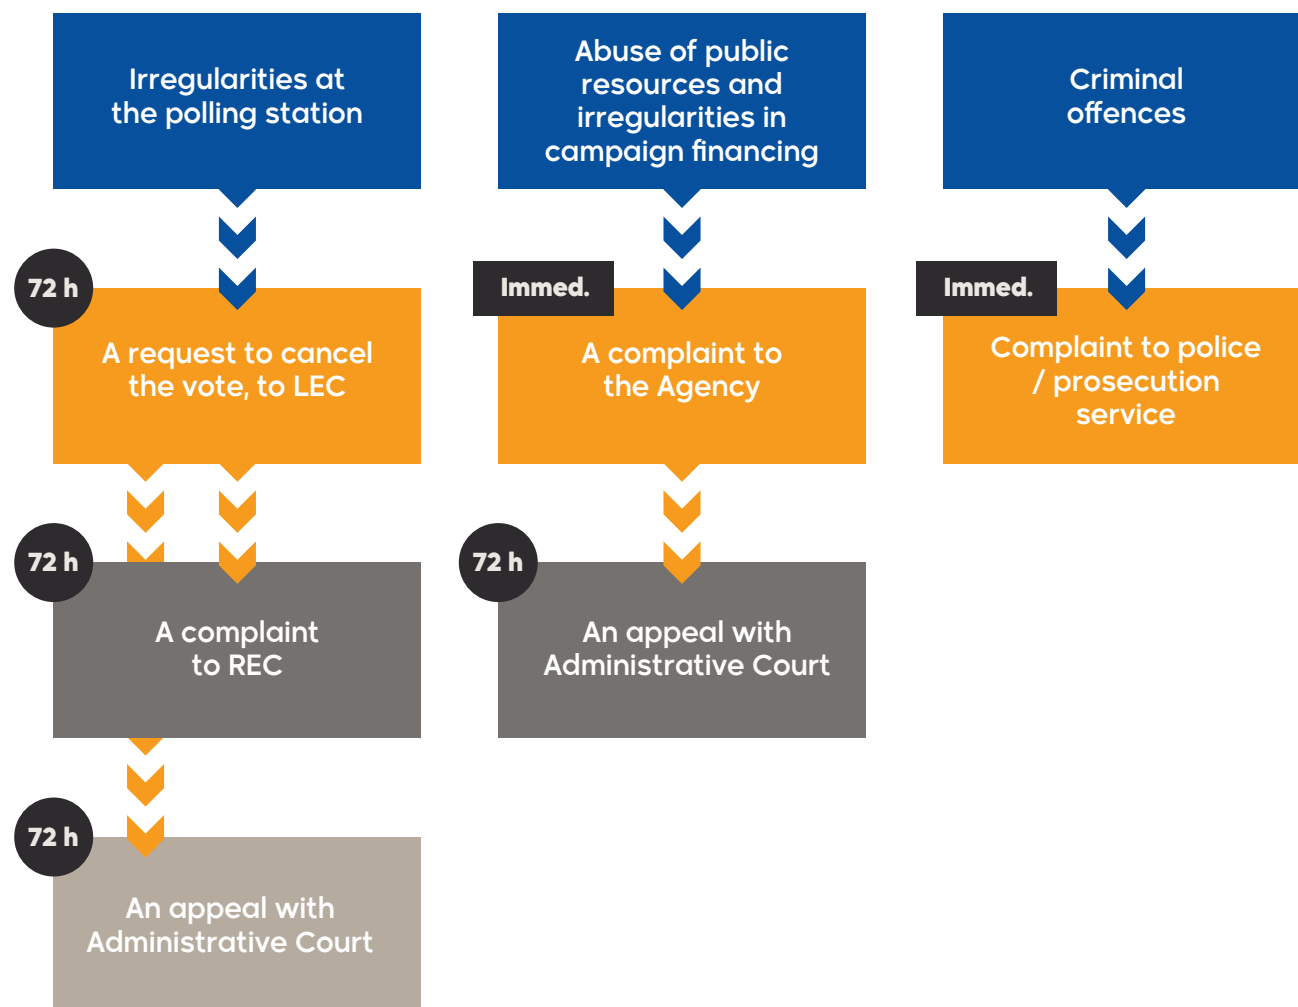 Irregularities at
the polling station
Abuse of public
resources and
irregularities in
campaign financing
Criminal
offences
72 h
A request to cancel
the vote, to LEC
Immed.
A complaint to
the Agency
Immed.
Complaint to police
/ prosecution
service
72 h
A complaint
to REC
72 h
An appeal with
Administrative Court
72 h
An appeal with
Administrative Court